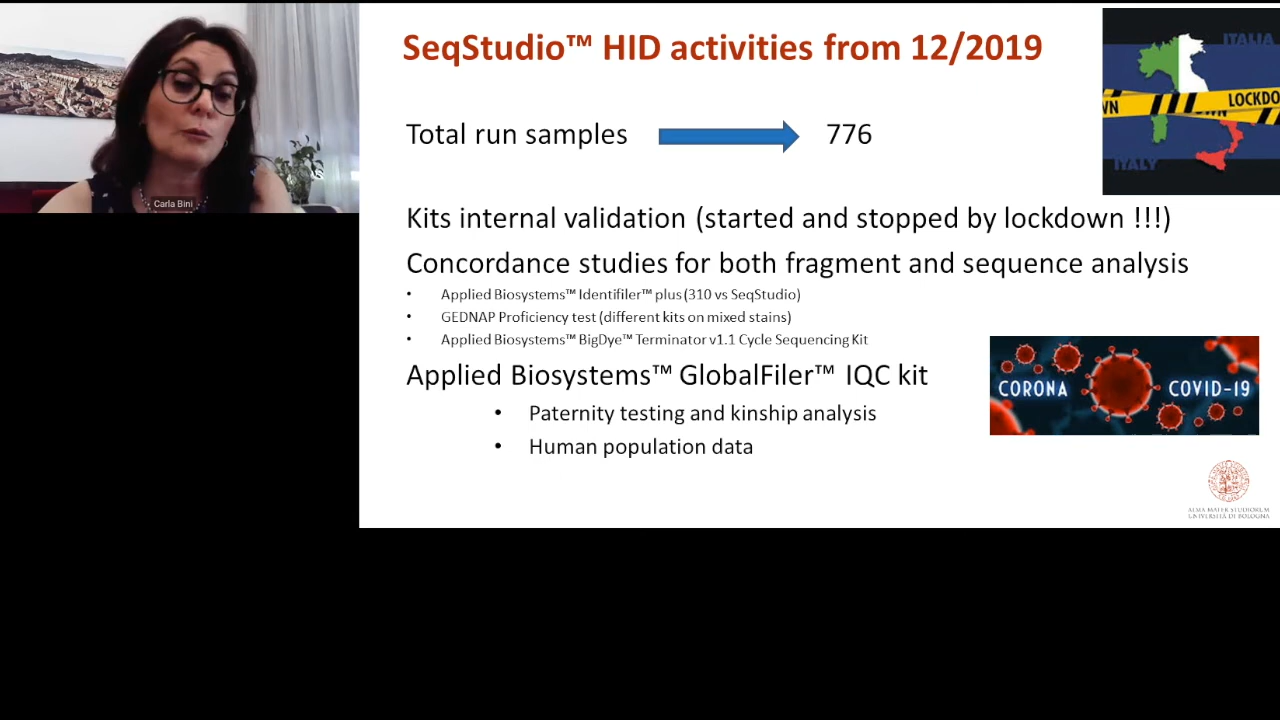 SeqStudio™ HID activities from 12/2019
ITALIA
WN
LOCKDO
WN
ITALY
Total run samples
776
Carla Bini
Kits internal validation (started and stopped by lockdown !!!)
Concordance studies for both fragment and sequence analysis
• Applied Biosystems™ Identifiler™ plus (310 vs SeqStudio)
• GEDNAP Proficiency test (different kits on mixed stains)
• Applied Biosystems™ BigDye™ Terminator v1.1 Cycle Sequencing Kit
Applied Biosystems™ GlobalFiler™ IQC kit
CORONA COVID-19
• Paternity testing and kinship analysis
• Human population data
ALMA MATER STUDIORUM
UNIVERSITÀ DI BOLOGNA